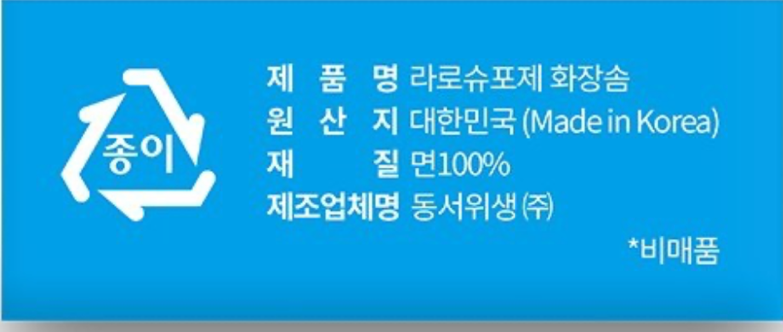 종이
제 품 명 라로슈포제 화장솜
원 산 지 대한민국 (Made in Korea)
재 질 면100%
제조업체명 동서위생 ㈜
*비매품